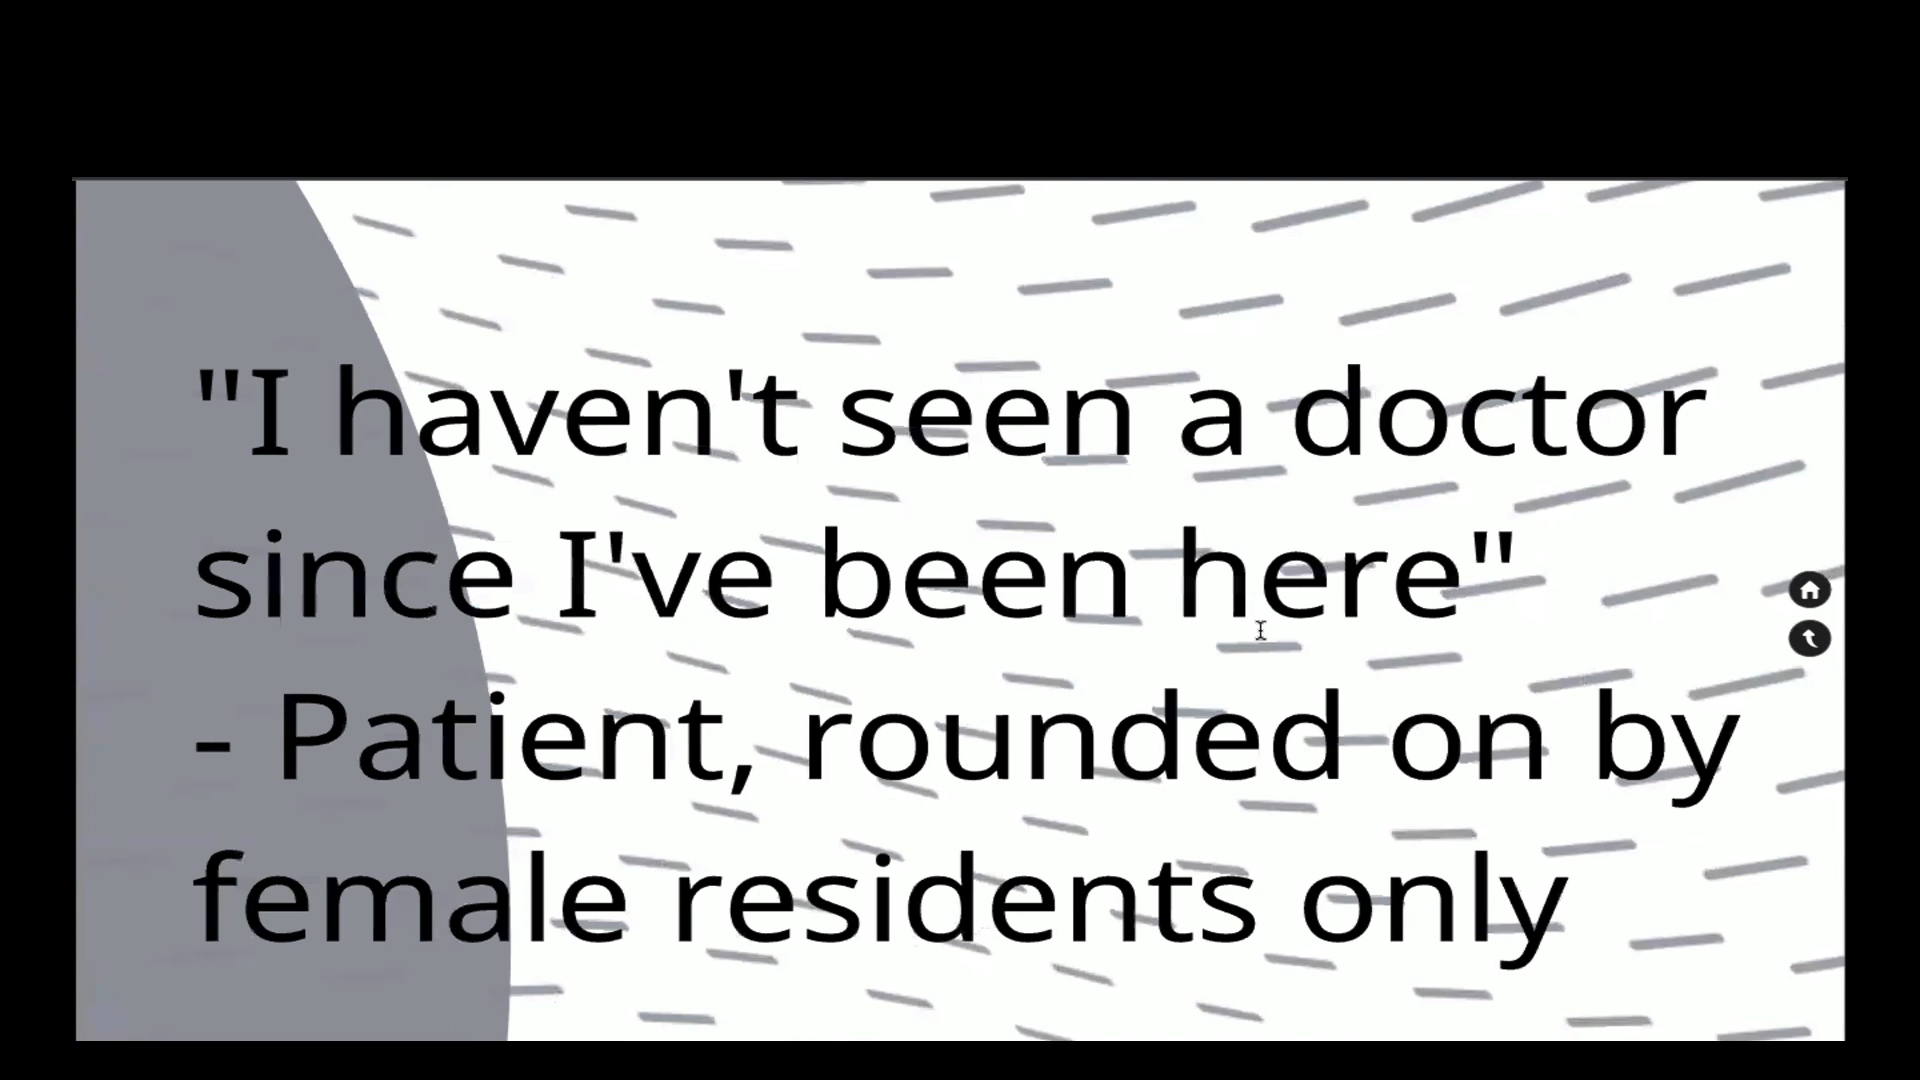 "I haven't seen a doctor
since I've been here"
- Patient, rounded on by
female residents only